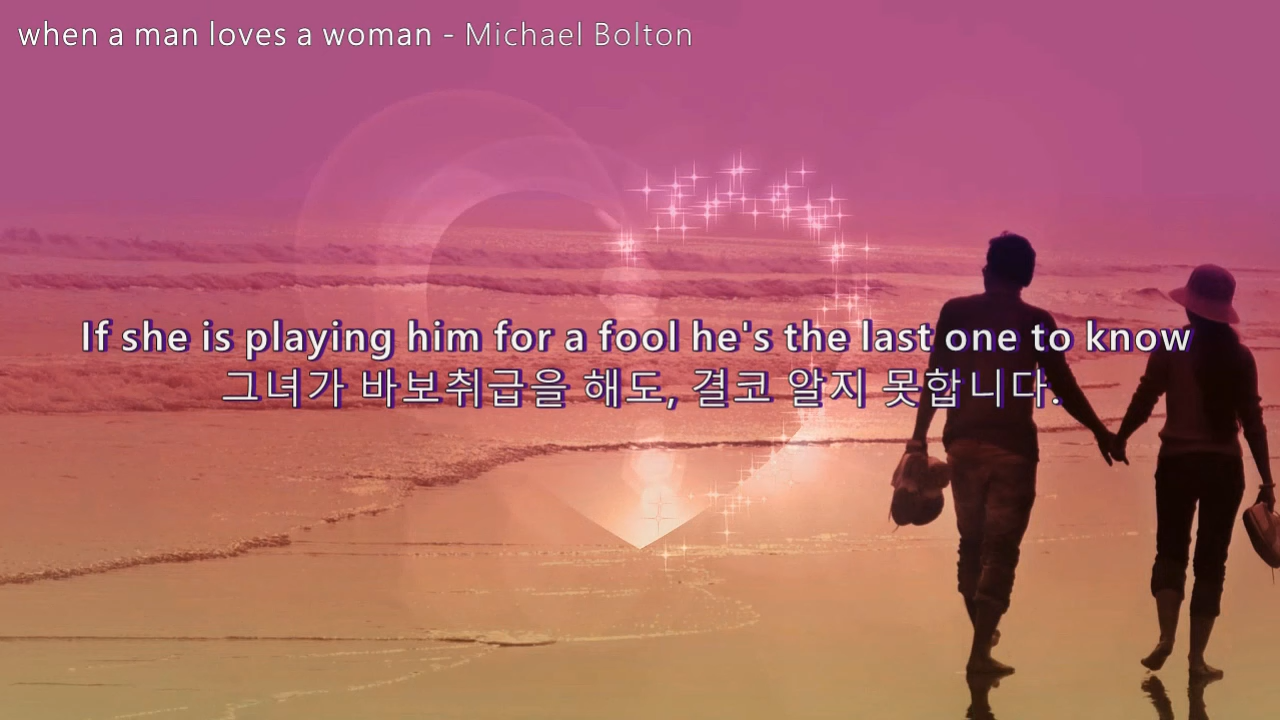 when a man loves a woman - Michael Bolton
If she is playing him for a fool he's the last one to know
그녀가 바보취급을 해도, 결코 알지 못합니다.